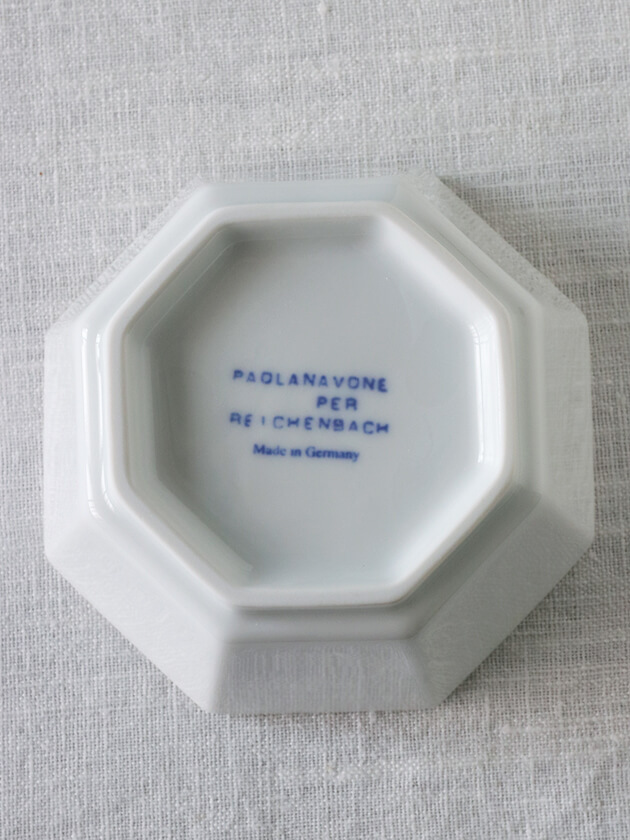 PAOLANAVONE
PER
REICHENBACH
Made in Germany